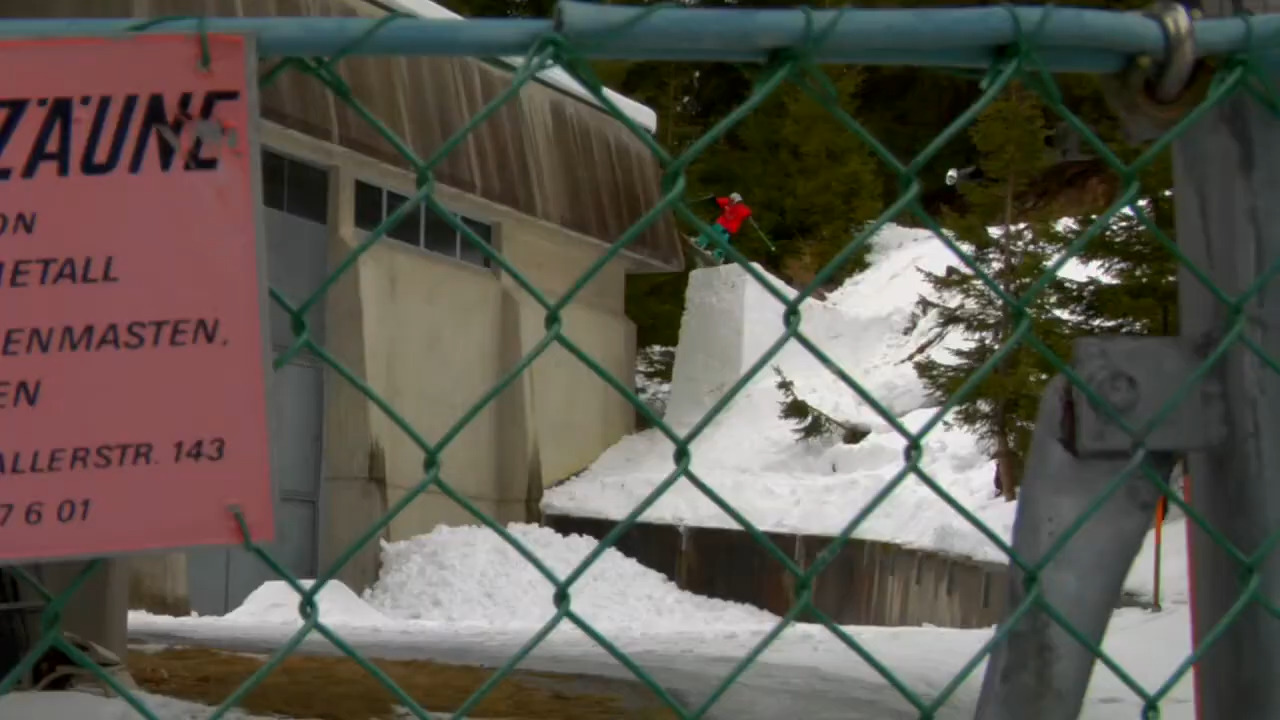 ZÄUNE
ON
METALL
ENMASTEN,
EN
ALLERSTR. 143
7 6 01